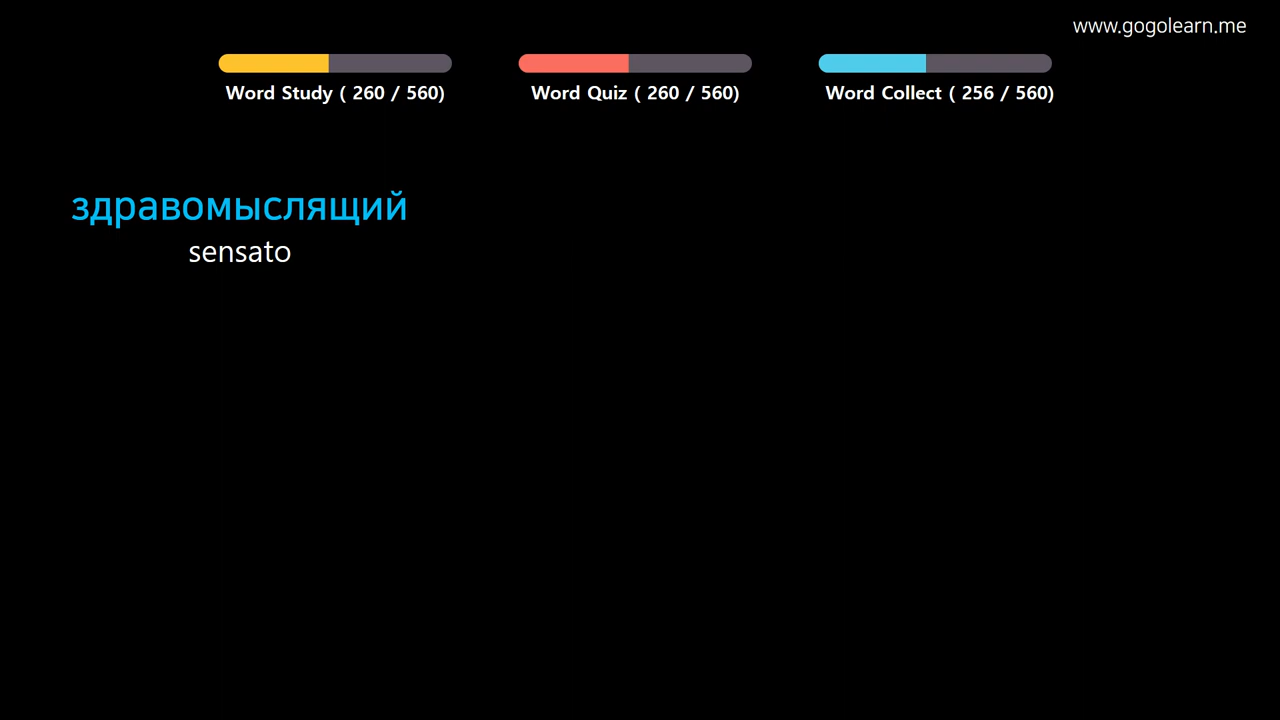 www.gogolearn.me
Word Study ( 260 / 560)
Word Quiz ( 260 / 560)
Word Collect ( 256 / 560)
здравомыслящий
sensato